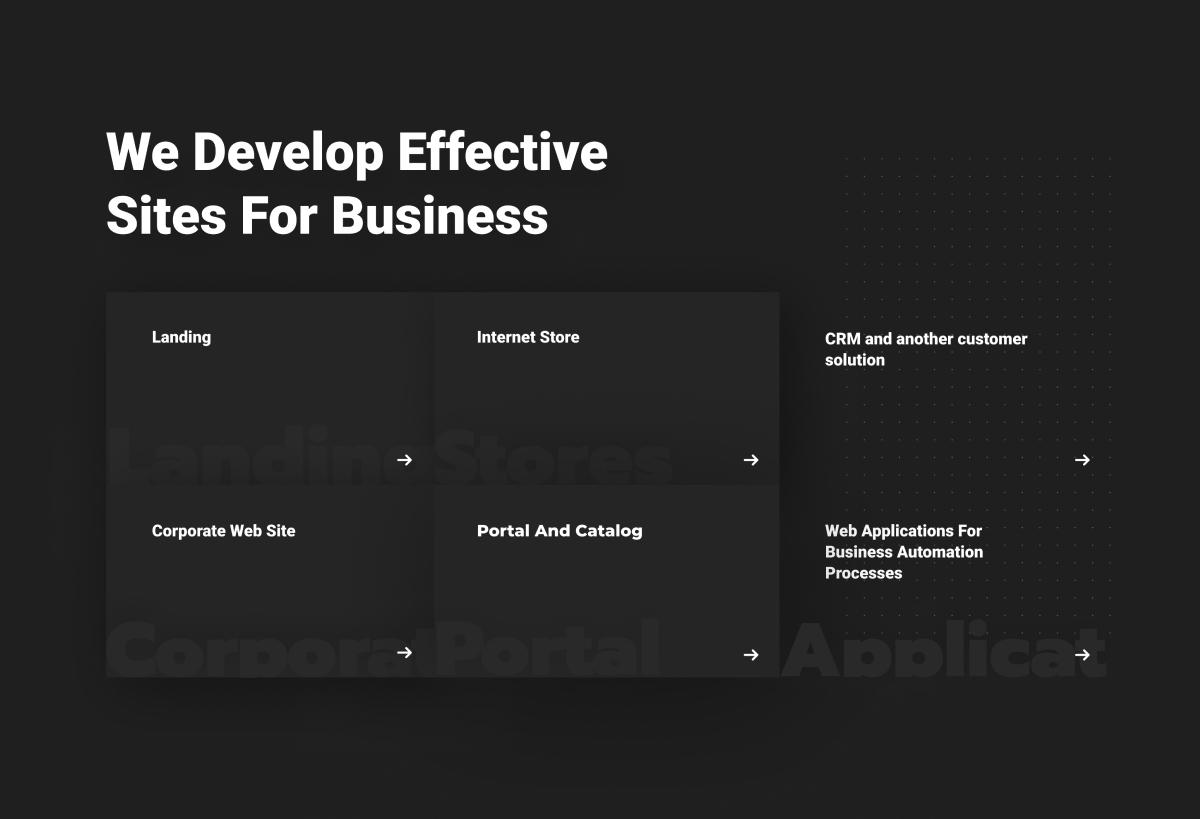 We Develop Effective
Sites For Business
Landing
Internet Store
CRM and another customer
solution
Landing
Stores
Corporate Web Site
Portal And Catalog
Web Applications For
Business Automation
Processes
Corporat
Portal
Applicat